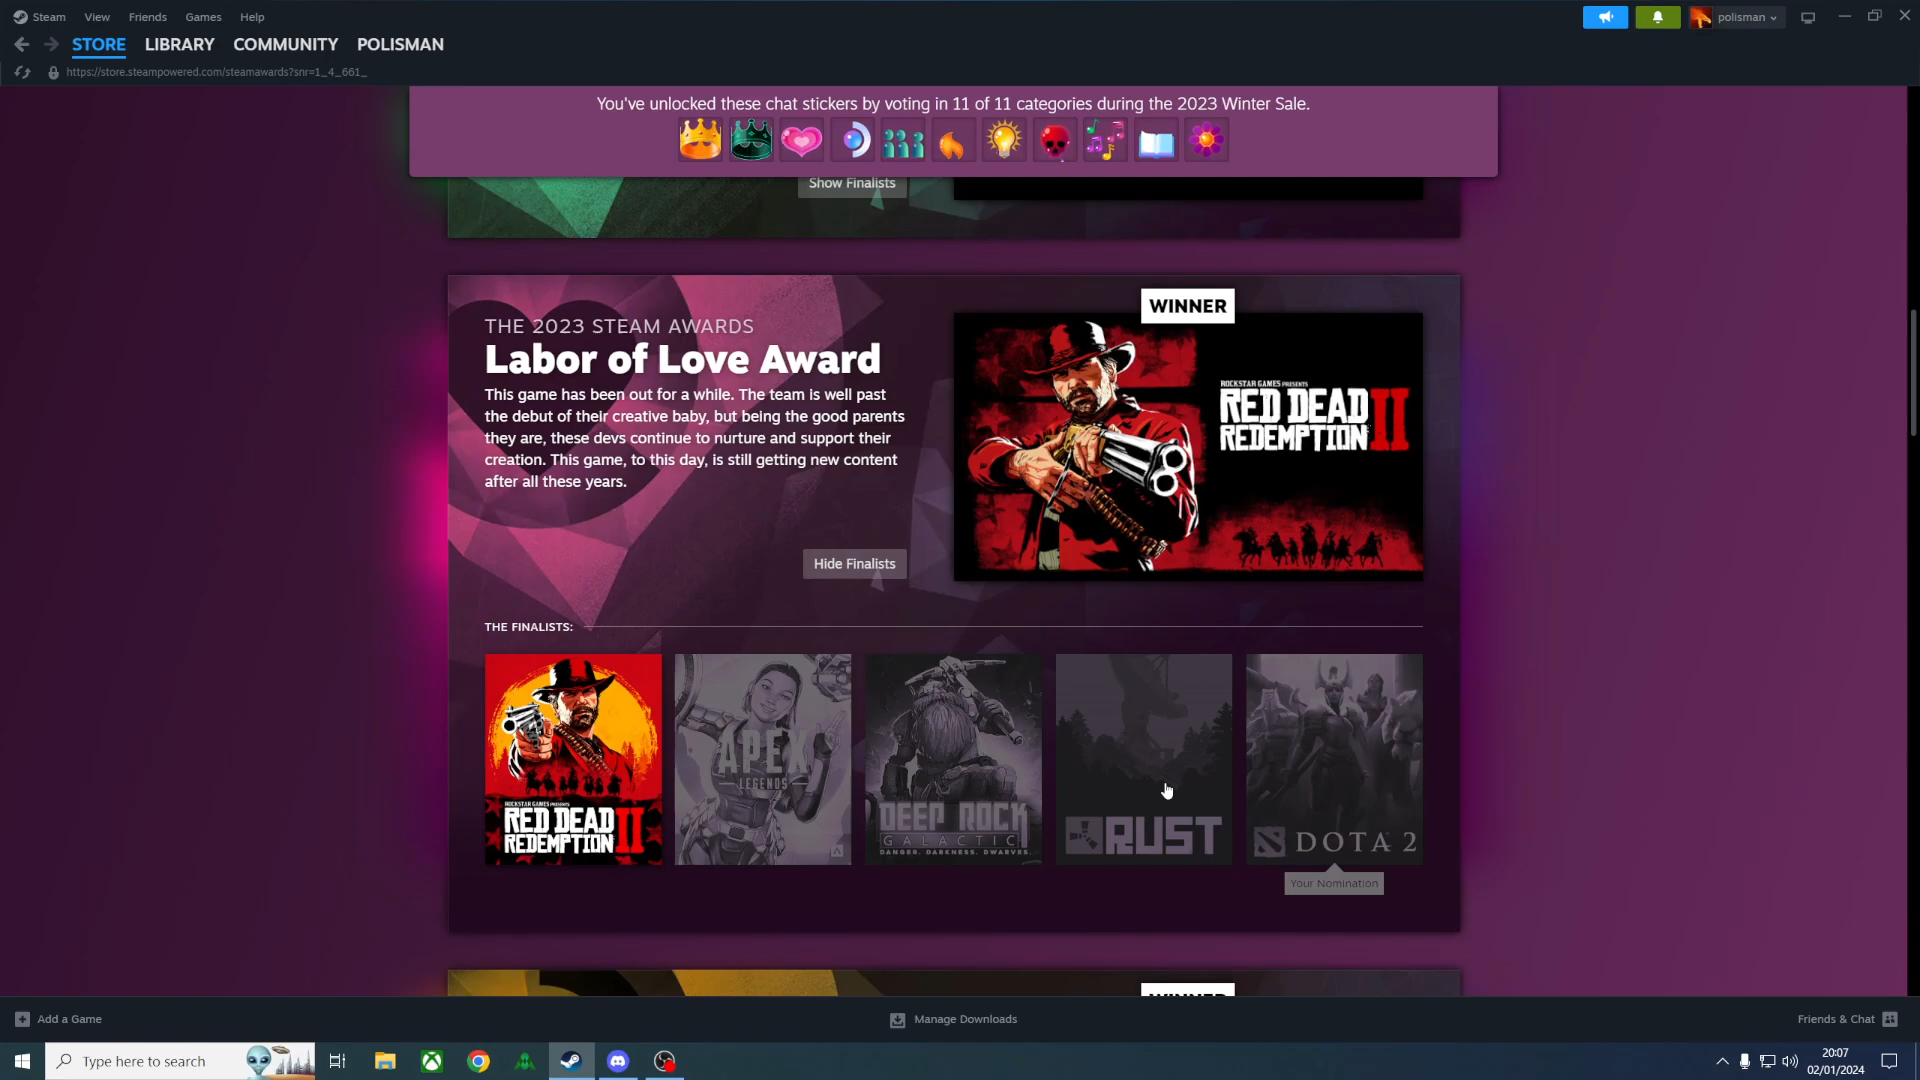 Steam View Friends Games Help
polisman
STORE LIBRARY COMMUNITY POLISMAN
https://store.steampowered.com/steamawards?snr=1_4_661_
You've unlocked these chat stickers by voting in 11 of 11 categories during the 2023 Winter Sale.
Show Finalists
THE 2023 STEAM AWARDS
Labor of Love Award
This game has been out for a while. The team is well past
the debut of their creative baby, but being the good parents
they are, these devs continue to nurture and support their
creation. This game, to this day, is still getting new content
after all these years.
Hide Finalists
WINNER
ROCKSTAR GAMES PRESENTS
RED DEAD
REDEMPTION II
THE FINALISTS:
ROCKSTAR GAMES PRESENTS
RED DEAD
REDEMPTION II
APEX
LEGENDS
DEEP ROCK
GALACTIC
DANGER. DARKNESS. DWARVES.
RUST
DOTA 2
Your Nomination
WINNER
Add a Game
Manage Downloads
Friends & Chat
Type here to search
20:07
02/01/2024